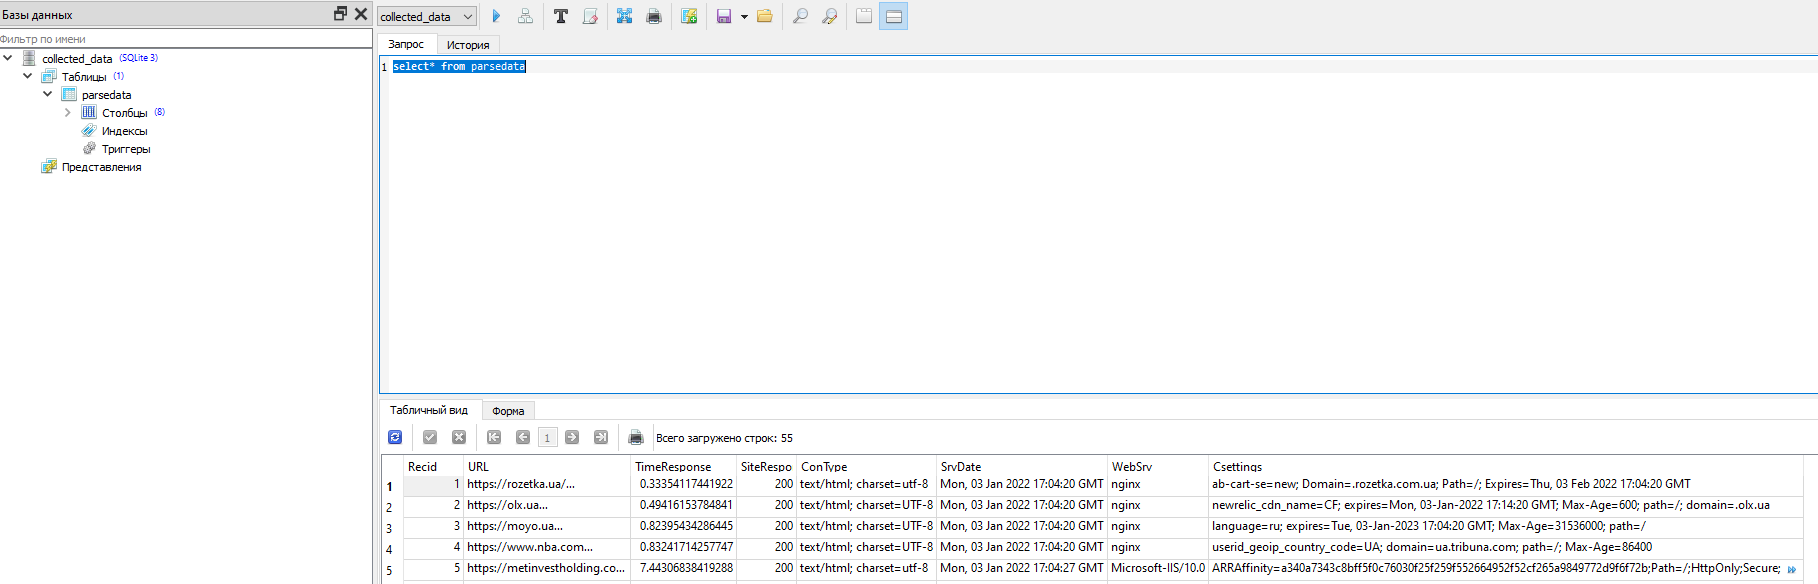 Базы данных
Фильтр по имени
collected_data (SQLite 3)
Таблицы (1)
parsedata
Столбцы (8)
Индексы
Триггеры
Представления
collected_data
Запрос История
1 select* from parsedata
Табличный вид Форма
1 Всего загружено строк: 55
Recid URL TimeResponse SiteRespo ConType SrvDate WebSrv Csettings
1 1 https://rozetka.ua/... 0.33354117441922 200 text/html; charset=utf-8 Mon, 03 Jan 2022 17:04:20 GMT nginx ab-cart-se=new; Domain=.rozetka.com.ua; Path=/; Expires=Thu, 03 Feb 2022 17:04:20 GMT
2 2 https://olx.ua... 0.49416153784841 200 text/html; charset=UTF-8 Mon, 03 Jan 2022 17:04:20 GMT nginx newrelic_cdn_name=CF; expires=Mon, 03-Jan-2022 17:14:20 GMT; Max-Age=600; path=/; domain=.olx.ua
3 3 https://moyo.ua... 0.82395434286445 200 text/html; charset=UTF-8 Mon, 03 Jan 2022 17:04:20 GMT nginx language=ru; expires=Tue, 03-Jan-2023 17:04:20 GMT; Max-Age=31536000; path=/
4 4 https://www.nba.com... 0.83241714257747 200 text/html; charset=UTF-8 Mon, 03 Jan 2022 17:04:20 GMT nginx userid_geoip_country_code=UA; domain=ua.tribuna.com; path=/; Max-Age=86400
5 5 https://metinvestholding.co... 7.44306838419288 200 text/html; charset=utf-8 Mon, 03 Jan 2022 17:04:27 GMT Microsoft-IIS/10.0 ARRAffinity=a340a7343c8bff5f0c76030f25f259f552664952f52cf265a9849772d9f6f72b;Path=/;HttpOnly;Secure;